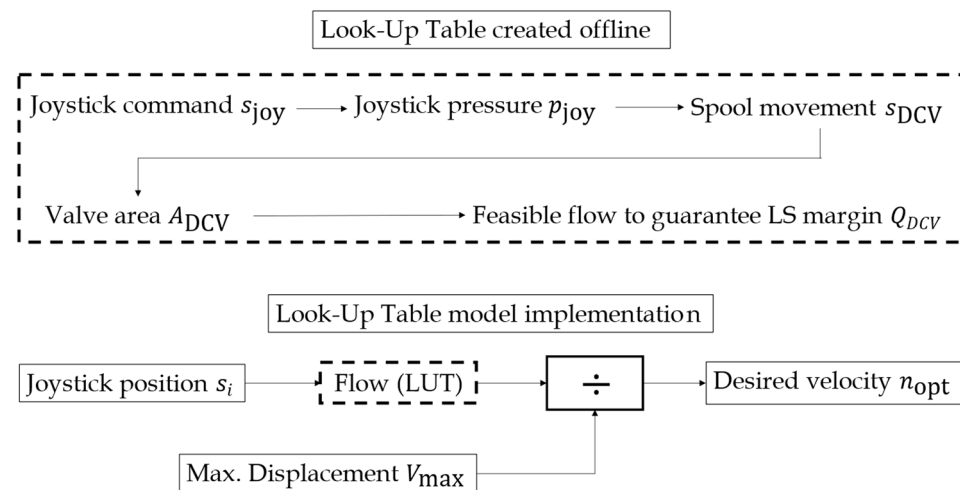 Look-Up Table created offline
Joystick command s_joy
Joystick pressure p_joy
Spool movement s_DCV
Valve area A_DCV
Feasible flow to guarantee LS margin Q_DCV
Look-Up Table model implementation
Joystick position s_i
Flow (LUT)
÷
Desired velocity n_opt
Max. Displacement V_max